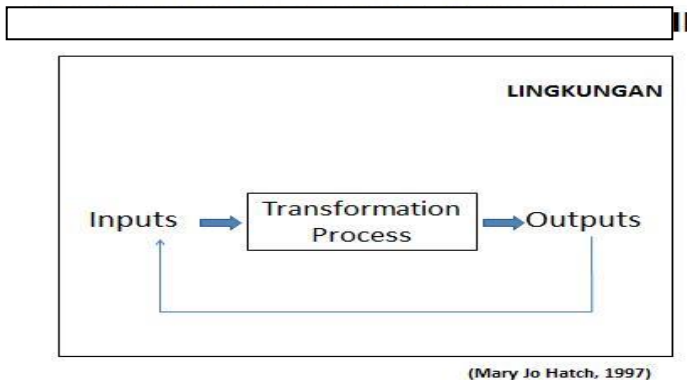 LINGKUNGAN
Inputs
Transformation
Process
Outputs
(Mary Jo Hatch, 1997)